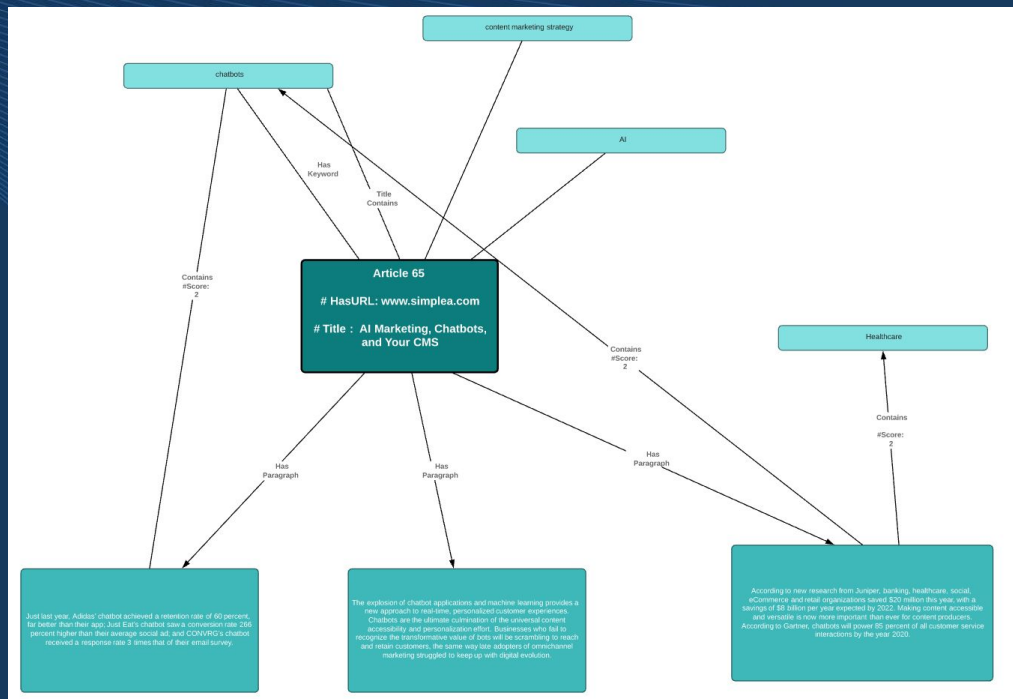 content marketing strategy
chatbots
AI
Has
Keyword
Title
Contains
Contains
#Score:
2
Article 65
# HasURL: www.simplea.com
# Title : AI Marketing, Chatbots,
and Your CMS
Contains
#Score:
2
Healthcare
Contains
#Score:
2
Has
Paragraph
Has
Paragraph
Has
Paragraph
Just last year, Adidas' chatbot achieved a retention rate of 60 percent,
far better than their app; Just Eat's chatbot saw a conversion rate 266
percent higher than their average social ad; and CONVRG's chatbot
received a response rate 3 times that of their email survey.
The explosion of chatbot applications and machine learning provides a
new approach to real-time, personalized customer experiences.
Chatbots are the ultimate culmination of the universal content
accessibility and personalization effort. Businesses who fail to
recognize the transformative value of bots will be scrambling to reach
and retain customers, the same way late adopters of omnichannel
marketing struggled to keep up with digital evolution.
According to new research from Juniper, banking, healthcare, social,
eCommerce and retail organizations saved $20 million this year, with a
savings of $8 billion per year expected by 2022. Making content accessible
and versatile is now more important than ever for content producers.
According to Gartner, chatbots will power 85 percent of all customer service
interactions by the year 2020.